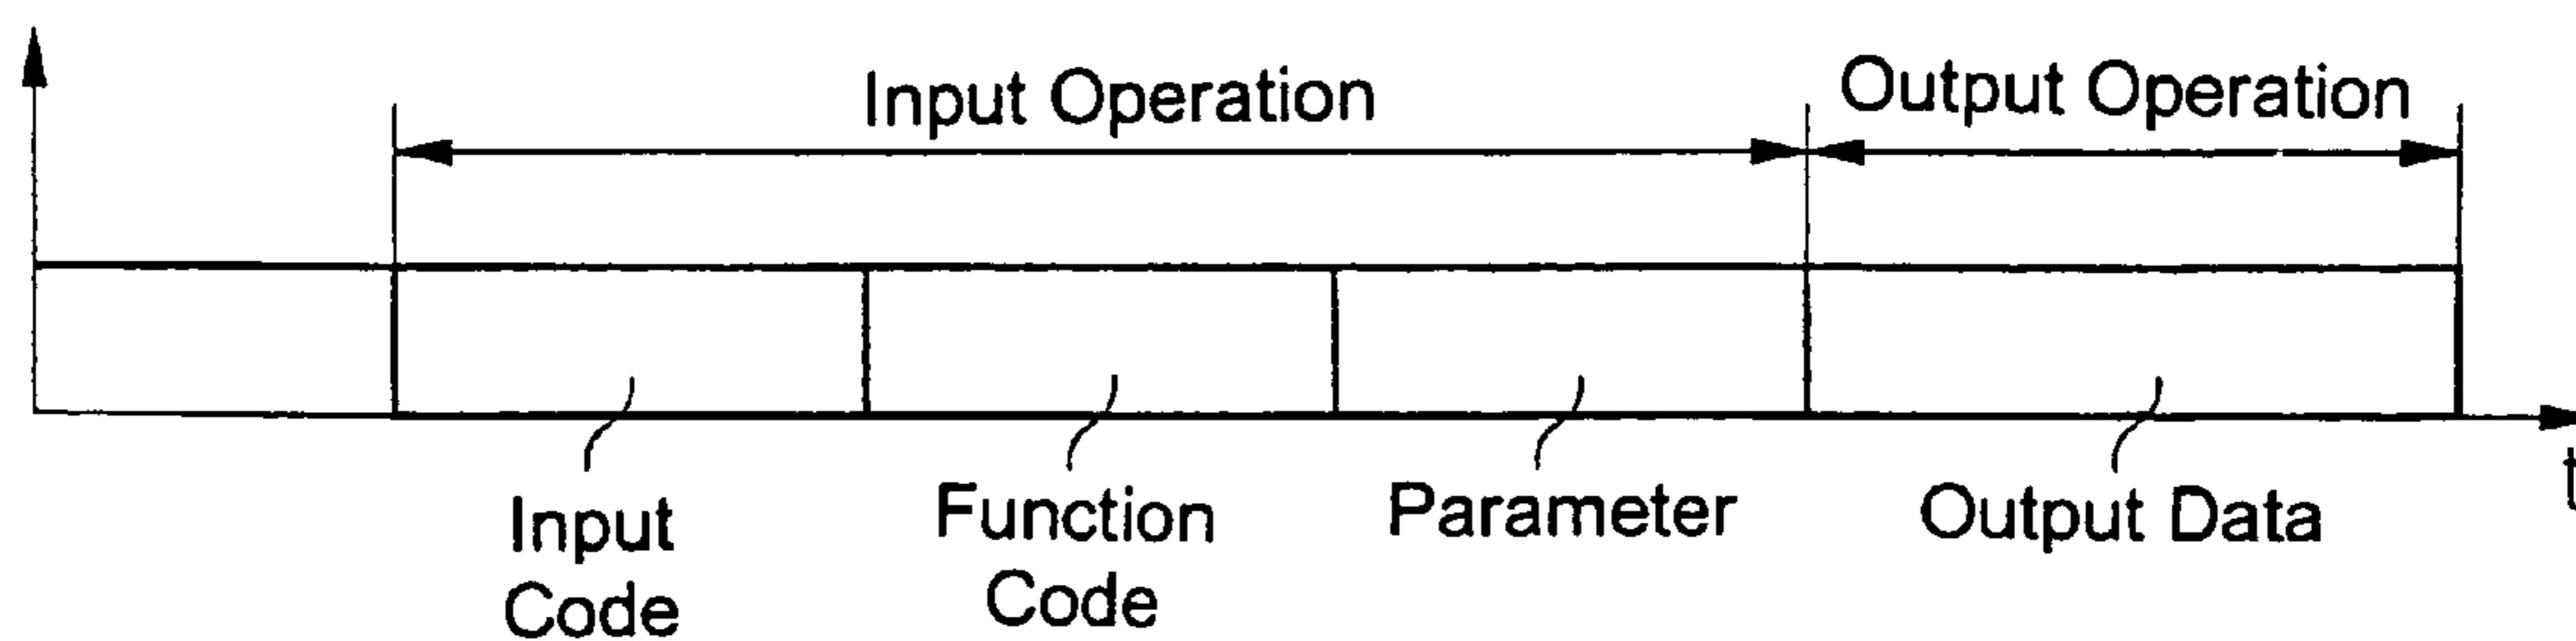 Input Operation
Output Operation
Input
Code
Function
Code
Parameter
Output Data
t